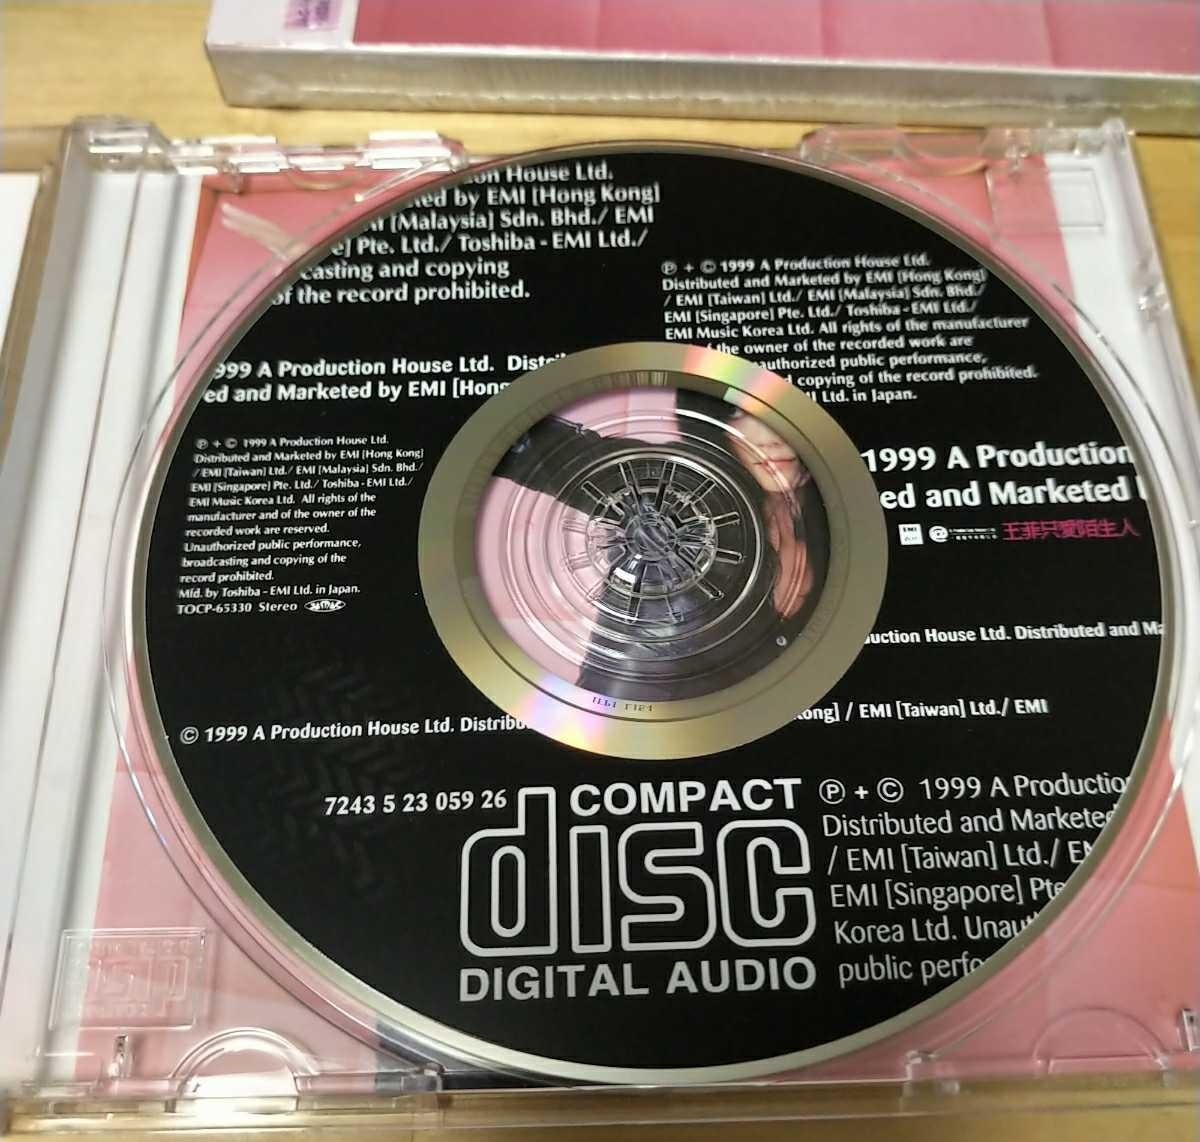 on House Ltd.
ted by EMI [Hong Kong]
MI [Malaysia] Sdn. Bhd./ EMI
e] Pte. Ltd./ Toshiba - EMI Ltd./
casting and copying
of the record prohibited.
Ⓟ + © 1999 A Production House Ltd.
Distributed and Marketed by EMI [Hong Kong]
/ EMI [Taiwan] Ltd./ EMI [Malaysia] Sdn. Bhd./
EMI [Singapore] Pte. Ltd./ Toshiba - EMI Ltd./
EMI Music Korea Ltd. All rights of the manufacturer
the owner of the recorded work are
authorized public performance,
copying of the record prohibited.
Ltd. in Japan.
999 A Production House Ltd. Distri
ed and Marketed by EMI [Hong
Ⓟ + © 1999 A Production House Ltd.
Distributed and Marketed by EMI [Hong Kong]
/ EMI [Taiwan] Ltd./ EMI [Malaysia] Sdn. Bhd./
EMI [Singapore] Pte. Ltd./ Toshiba - EMI Ltd./
EMI Music Korea Ltd. All rights of the
manufacturer and of the owner of the
recorded work are reserved.
Unauthorized public performance,
broadcasting and copying of the
record prohibited.
Mfd. by Toshiba - EMI Ltd. in Japan.
TOCP-65330 Stereo
1999 A Production
ed and Marketed
EMI
王菲只愛陌生人
uction House Ltd. Distributed and Ma
© 1999 A Production House Ltd. Distribu
ong] / EMI [Taiwan] Ltd./ EMI
7243 5 23 059 26
COMPACT
disc
DIGITAL AUDIO
Ⓟ + © 1999 A Productio
Distributed and Marketed
/ EMI [Taiwan] Ltd./ EM
EMI [Singapore] Pte
Korea Ltd. Unau
public perfo